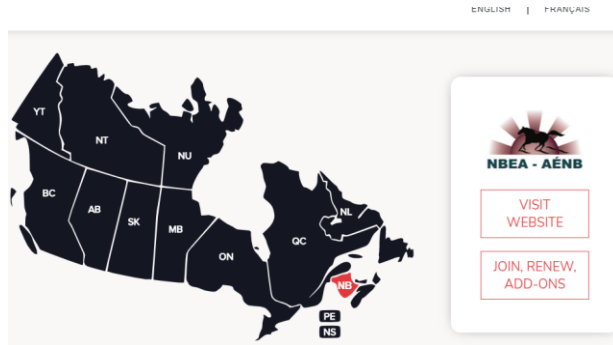 ENGLISH | FRANÇAIS
YT
NT
NU
BC
AB
SK
MB
ON
QC
NL
NB
PE
NS
NBEA - AÉNB
VISIT
WEBSITE
JOIN, RENEW,
ADD-ONS